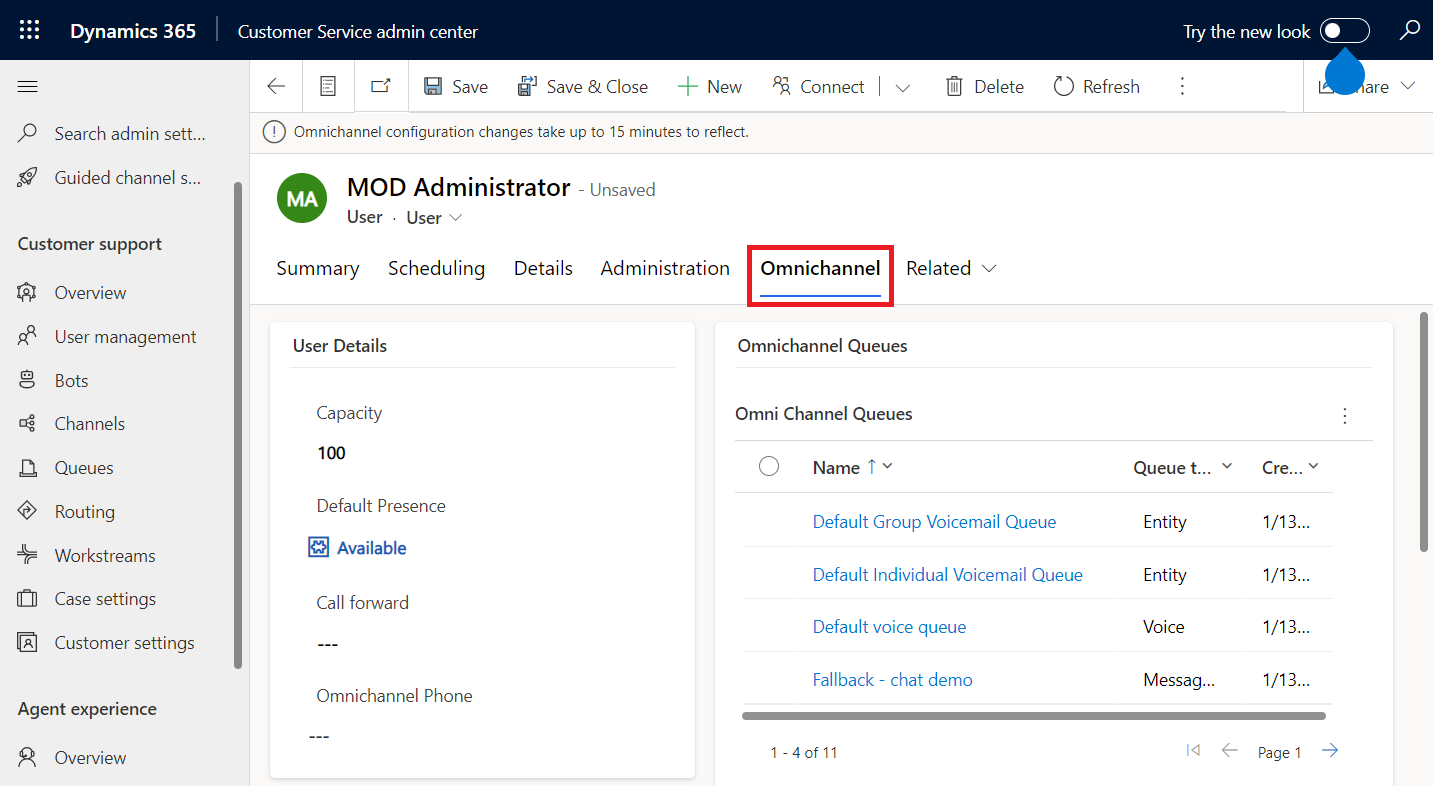 Dynamics 365 Customer Service admin center Try the new look
Save Save & Close New Connect Delete Refresh
Omnichannel configuration changes take up to 15 minutes to reflect.
Search admin sett...
Guided channel s...
Customer support
Overview
User management
Bots
Channels
Queues
Routing
Workstreams
Case settings
Customer settings
Agent experience
Overview
MA
MOD Administrator - Unsaved
User · User
Summary Scheduling Details Administration Omnichannel Related
User Details
Capacity
100
Default Presence
Available
Call forward
---
Omnichannel Phone
---
Omnichannel Queues
Omni Channel Queues
Name ↑ Queue t... Cre...
Default Group Voicemail Queue Entity 1/13...
Default Individual Voicemail Queue Entity 1/13...
Default voice queue Voice 1/13...
Fallback - chat demo Messag... 1/13...
1 - 4 of 11 Page 1